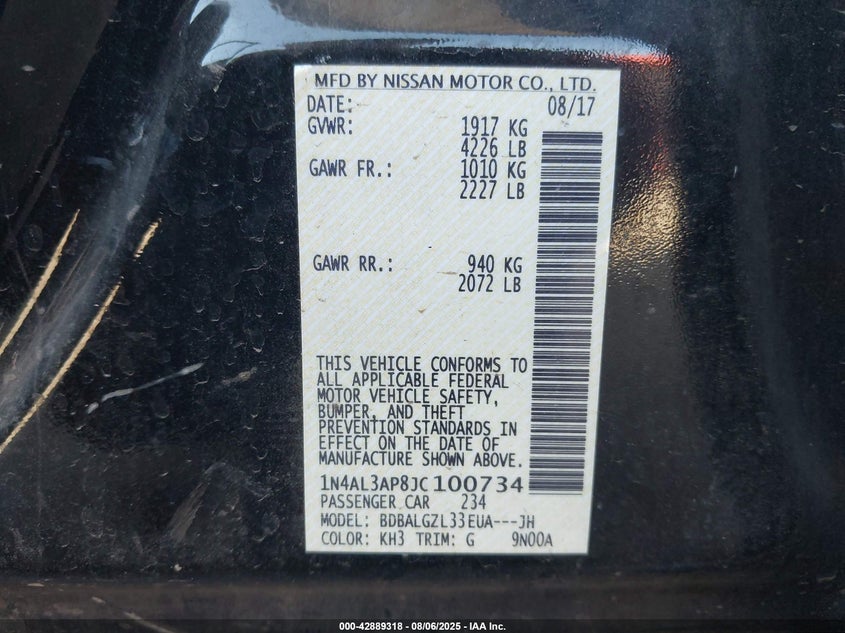 MFD BY NISSAN MOTOR CO., LTD.
DATE: 08/17
GVWR: 1917 KG
4226 LB
GAWR FR.: 1010 KG
2227 LB
GAWR RR.: 940 KG
2072 LB
THIS VEHICLE CONFORMS TO
ALL APPLICABLE FEDERAL
MOTOR VEHICLE SAFETY,
BUMPER, AND THEFT
PREVENTION STANDARDS IN
EFFECT ON THE DATE OF
MANUFACTURE SHOWN ABOVE.
1N4AL3AP8JC100734
PASSENGER CAR 234
MODEL: BDBALGZL33EUA---JH
COLOR: KH3 TRIM: G 9N00A
000-42889318 - 08/06/2025 - IAA Inc.